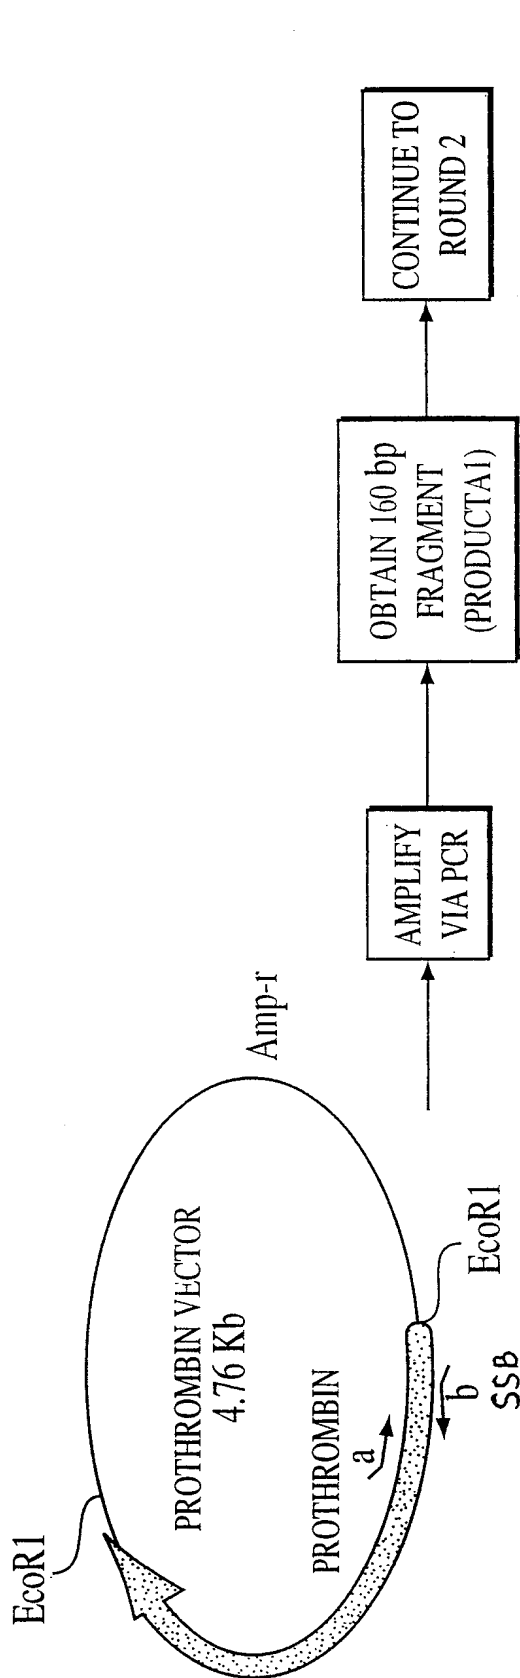 EcoR1
PROTHROMBIN VECTOR
4.76 Kb
Amp-r
PROTHROMBIN
a
b
SSB
EcoR1
AMPLIFY
VIA PCR
OBTAIN 160 bp
FRAGMENT
(PRODUCTA1)
CONTINUE TO
ROUND 2